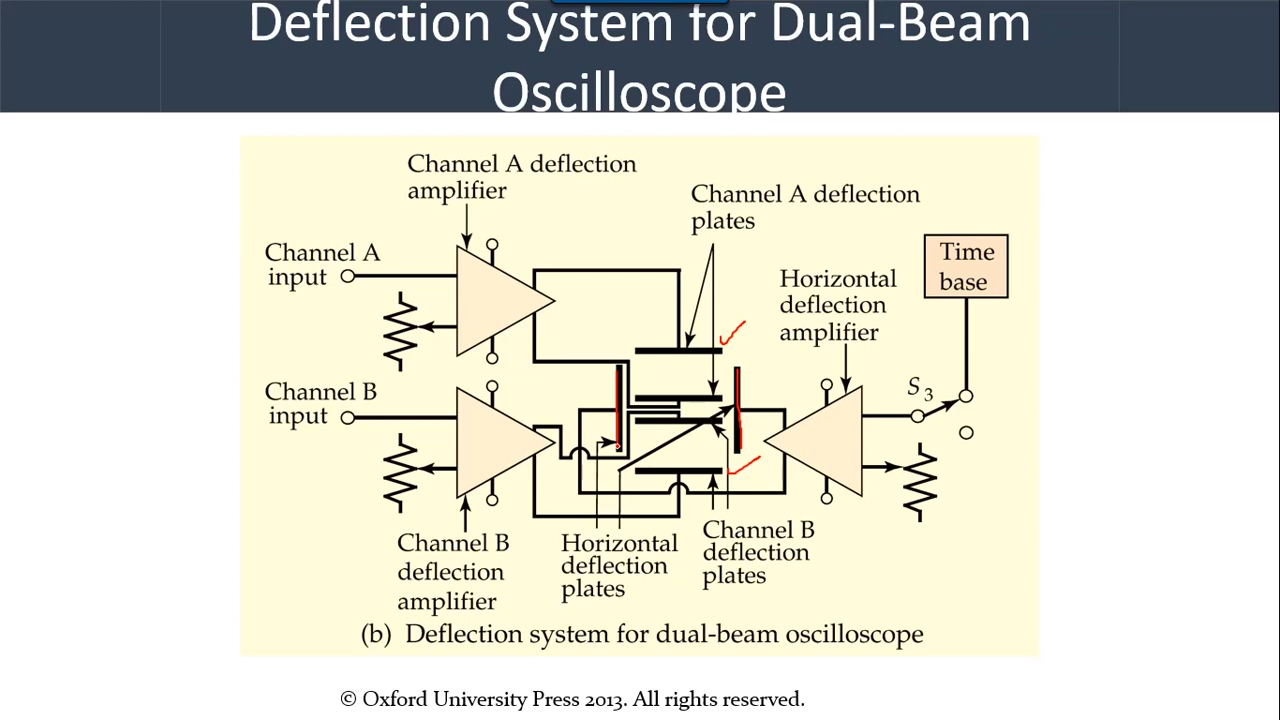 Deflection System for Dual-Beam
Oscilloscope
Channel A deflection
amplifier
Channel A deflection
plates
Channel A
input
Time
base
Horizontal
deflection
amplifier
Channel B
input
S3
Channel B
deflection
amplifier
Horizontal
deflection
plates
Channel B
deflection
plates
(b) Deflection system for dual-beam oscilloscope
© Oxford University Press 2013. All rights reserved.